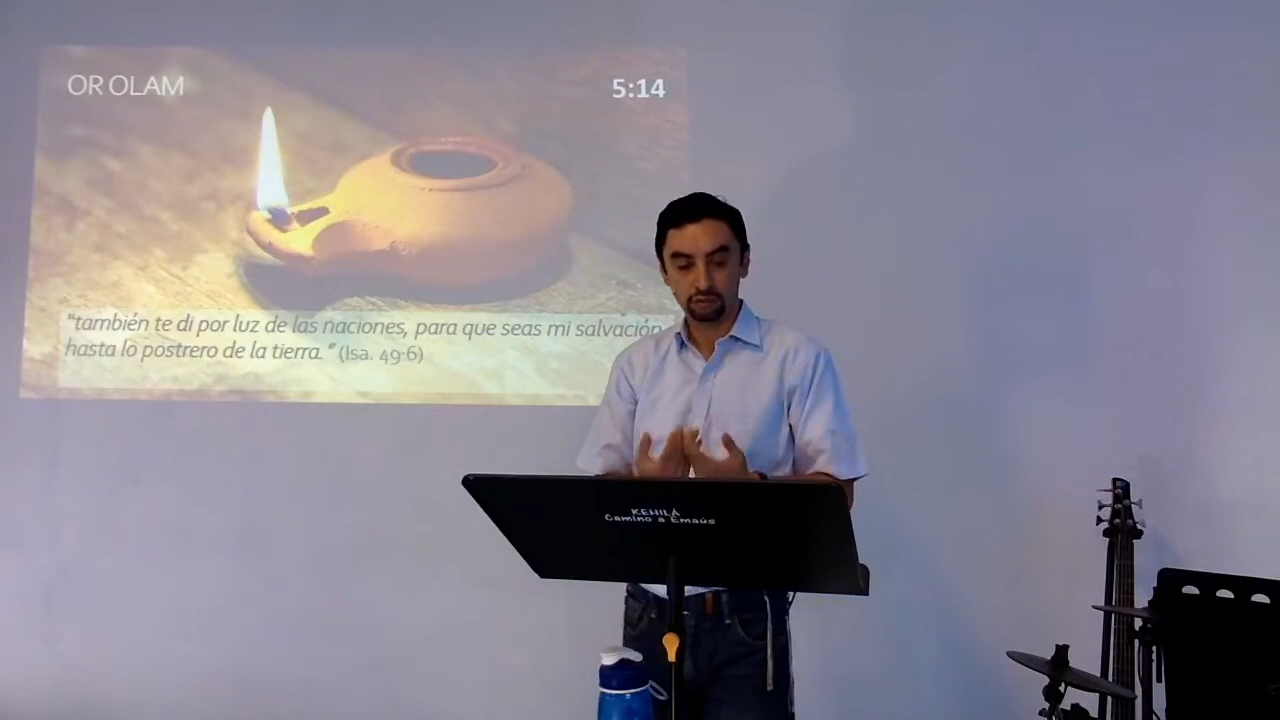 OR OLAM
5:14
"también te di por luz de las naciones, para que seas mi salvación
hasta lo postrero de la tierra." (Isa. 49:6)
KEHILÁ
Camino a Emaús